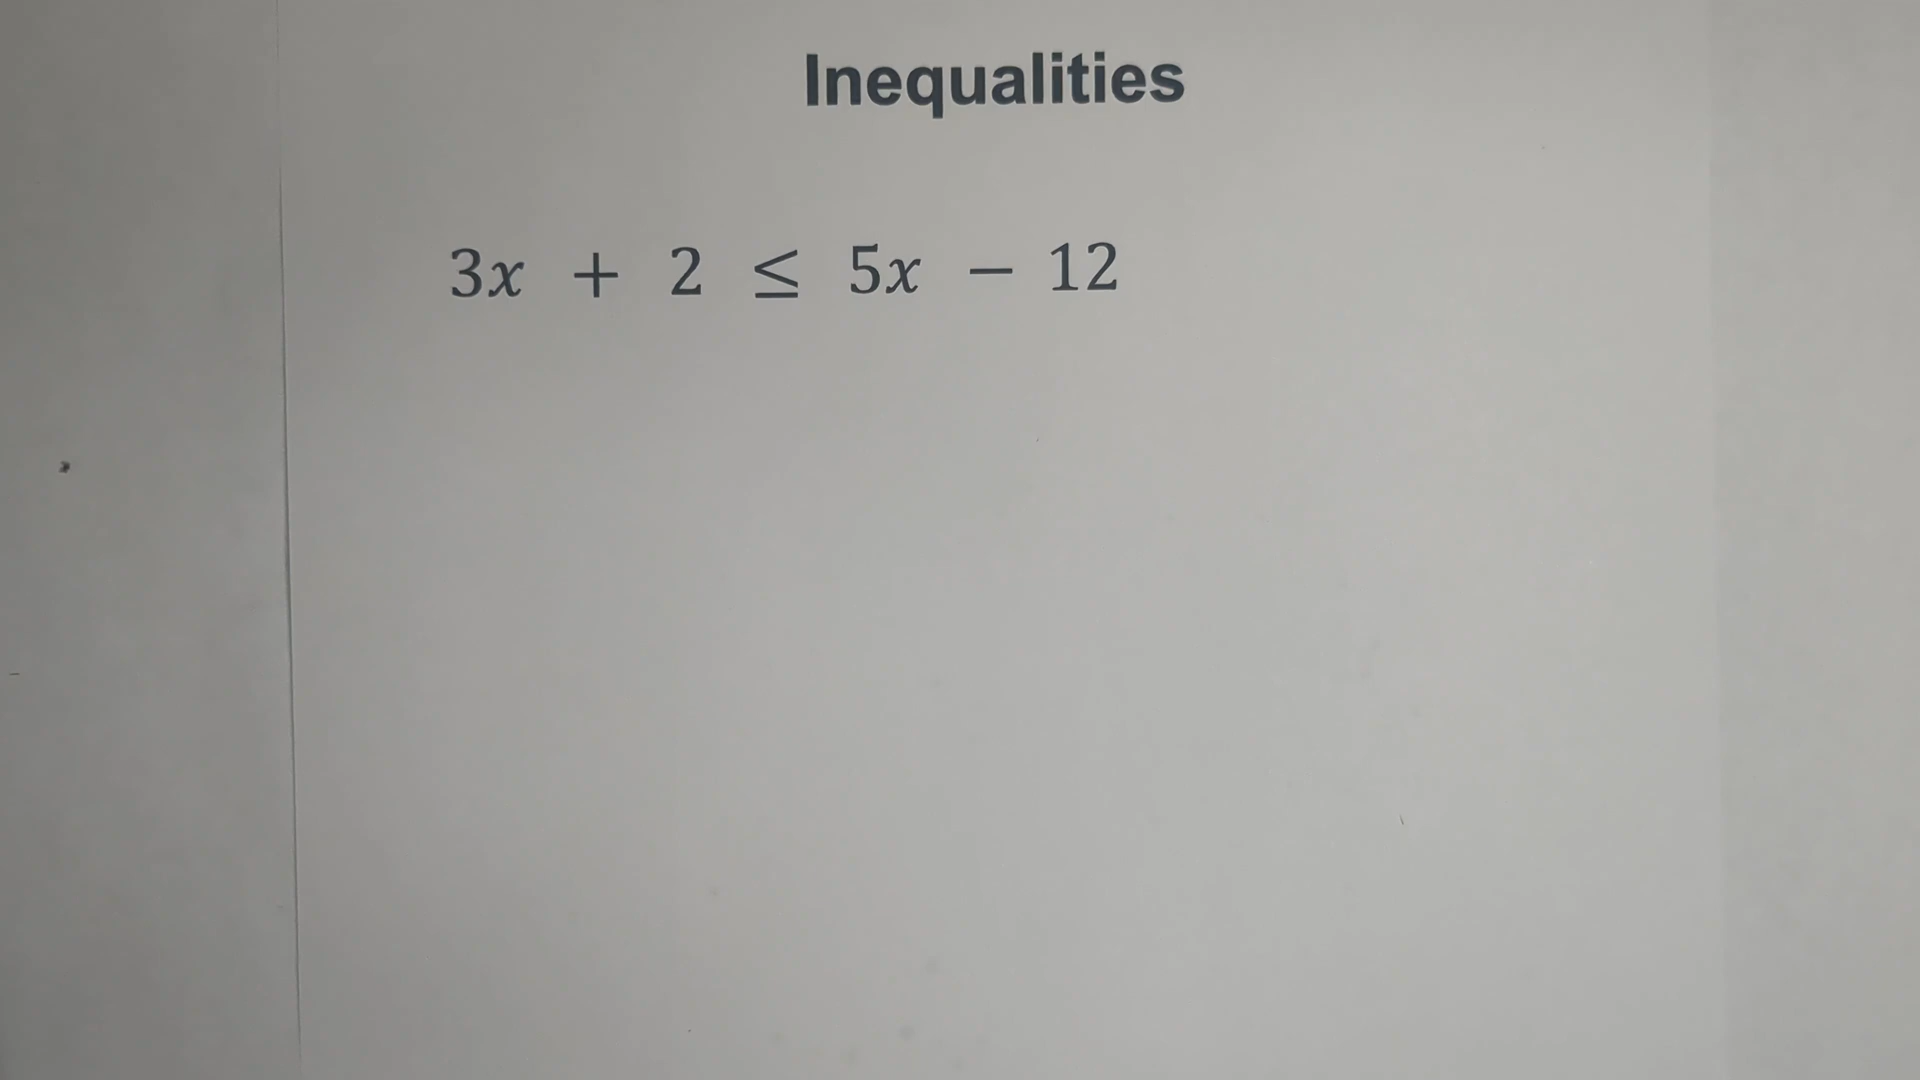 Inequalities
3x + 2 ≤ 5x − 12